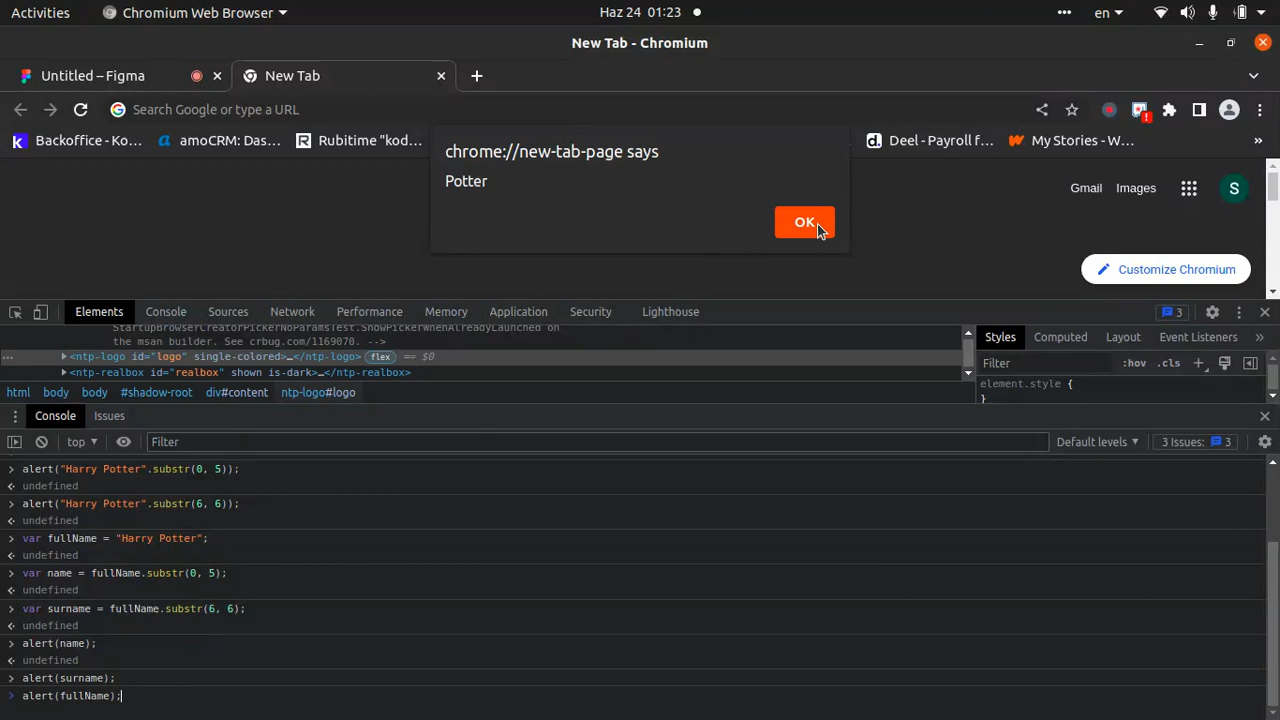 Activities
Chromium Web Browser
Haz 24 01:23
en
New Tab - Chromium
Untitled – Figma
New Tab
Search Google or type a URL
Backoffice - Ko...
amoCRM: Das...
Rubitime "kod...
Deel - Payroll f...
My Stories - W...
»
chrome://new-tab-page says
Potter
OK
Gmail
Images
S
Customize Chromium
Elements
Console
Sources
Network
Performance
Memory
Application
Security
Lighthouse
3
StartupBrowserCreatorPickerNoParamsTest.ShowPickerWhenAlreadyLaunched on
the msan builder. See crbug.com/1169070. -->
<ntp-logo id="logo" single-colored>…</ntp-logo> flex == $0
<ntp-realbox id="realbox" shown is-dark>…</ntp-realbox>
html body body #shadow-root div#content ntp-logo#logo
Styles
Computed
Layout
Event Listeners
»
Filter
:hov .cls +
element.style {
}
Console
Issues
top
Filter
Default levels
3 Issues: 3
> alert("Harry Potter".substr(0, 5));
undefined
> alert("Harry Potter".substr(6, 6));
undefined
> var fullName = "Harry Potter";
undefined
> var name = fullName.substr(0, 5);
undefined
> var surname = fullName.substr(6, 6);
undefined
> alert(name);
undefined
> alert(surname);
> alert(fullName);